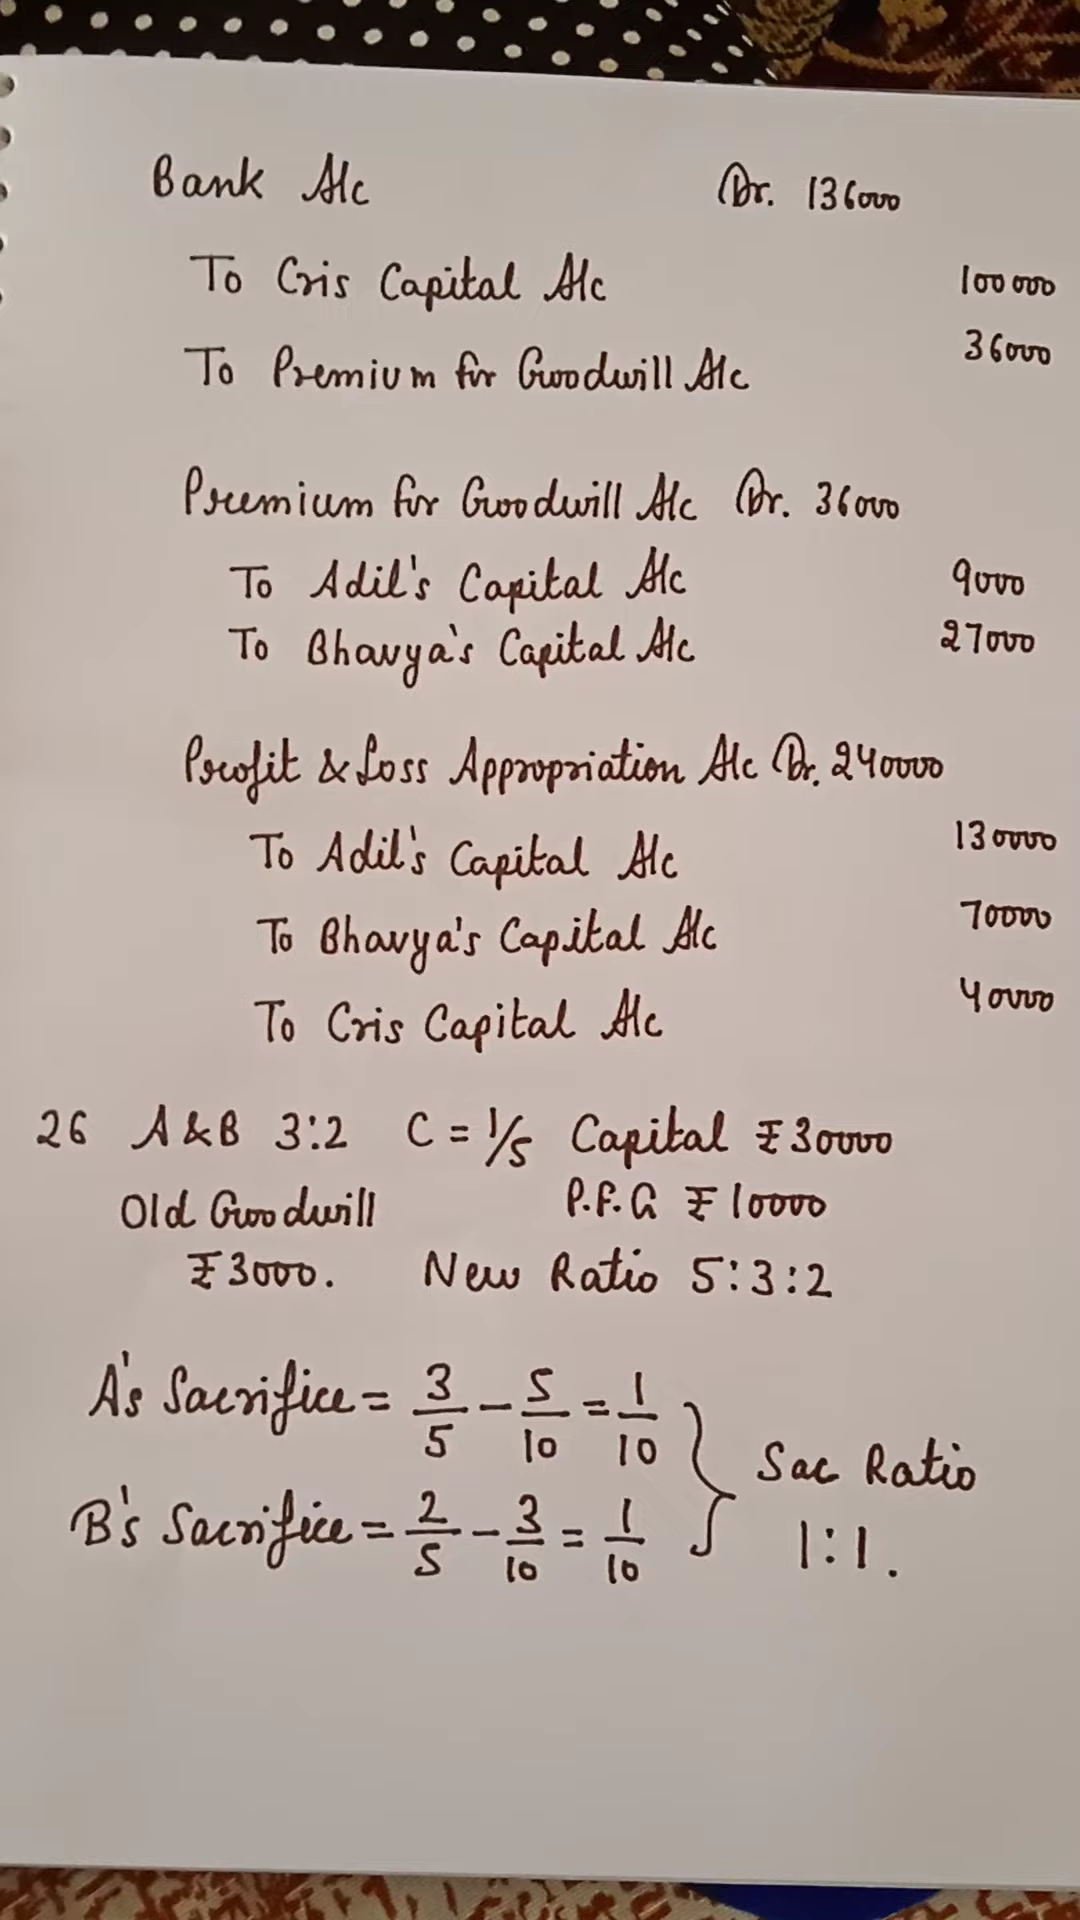 Bank A/c Dr. 136000
To Cris Capital A/c 100000
To Premium for Goodwill A/c 36000
Premium for Goodwill A/c Dr. 36000
To Adil's Capital A/c 9000
To Bhavya's Capital A/c 27000
Profit & Loss Appropriation A/c Dr. 240000
To Adil's Capital A/c 130000
To Bhavya's Capital A/c 70000
To Cris Capital A/c 40000
26 A & B 3:2 C = 1/5 Capital ₹30000
Old Goodwill P.F.G ₹10000
₹3000. New Ratio 5:3:2
A's Sacrifice = 3/5 - 5/10 = 1/10
Sac Ratio
B's Sacrifice = 2/5 - 3/10 = 1/10
1:1.